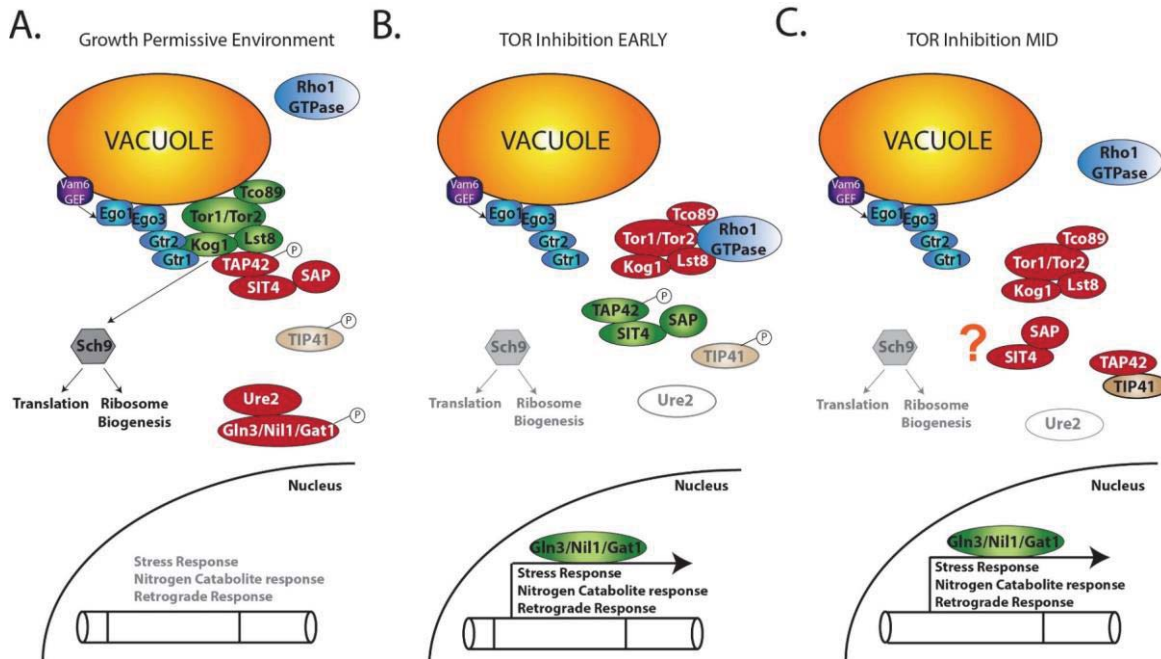 A.
Growth Permissive Environment
Rho1
GTPase
VACUOLE
Vam6
GEF
Ego1
Ego3
Tco89
Tor1/Tor2
Gtr2
Kog1
Lst8
Gtr1
P
TAP42
SAP
SIT4
P
TIP41
Sch9
Translation
Ribosome
Biogenesis
Ure2
P
Gln3/Nil1/Gat1
Nucleus
Stress Response
Nitrogen Catabolite response
Retrograde Response
B.
TOR Inhibition EARLY
VACUOLE
Vam6
GEF
Ego1
Ego3
Tco89
Tor1/Tor2
Rho1
GTPase
Gtr2
Gtr1
Kog1
Lst8
P
TAP42
SAP
SIT4
P
TIP41
Sch9
Translation
Ribosome
Biogenesis
Ure2
Nucleus
Gln3/Nil1/Gat1
Stress Response
Nitrogen Catabolite response
Retrograde Response
C.
TOR Inhibition MID
VACUOLE
Rho1
GTPase
Vam6
GEF
Ego1
Ego3
Tco89
Gtr2
Gtr1
Tor1/Tor2
Kog1
Lst8
?
SAP
SIT4
TAP42
TIP41
Sch9
Translation
Ribosome
Biogenesis
Ure2
Nucleus
Gln3/Nil1/Gat1
Stress Response
Nitrogen Catabolite response
Retrograde Response